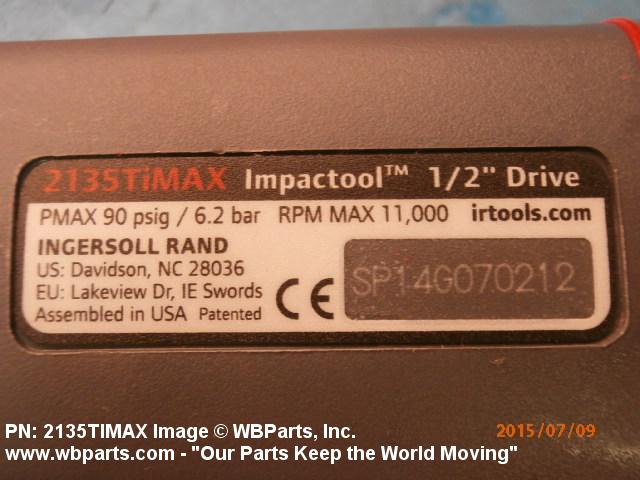 2135TiMAX Impactool™ 1/2" Drive
PMAX 90 psig / 6.2 bar RPM MAX 11,000 irtools.com
INGERSOLL RAND
US: Davidson, NC 28036
EU: Lakeview Dr, IE Swords
Assembled in USA Patented
CE
SP14G070212
PN: 2135TIMAX Image © WBParts, Inc.
2015/07/09
www.wbparts.com - "Our Parts Keep the World Moving"